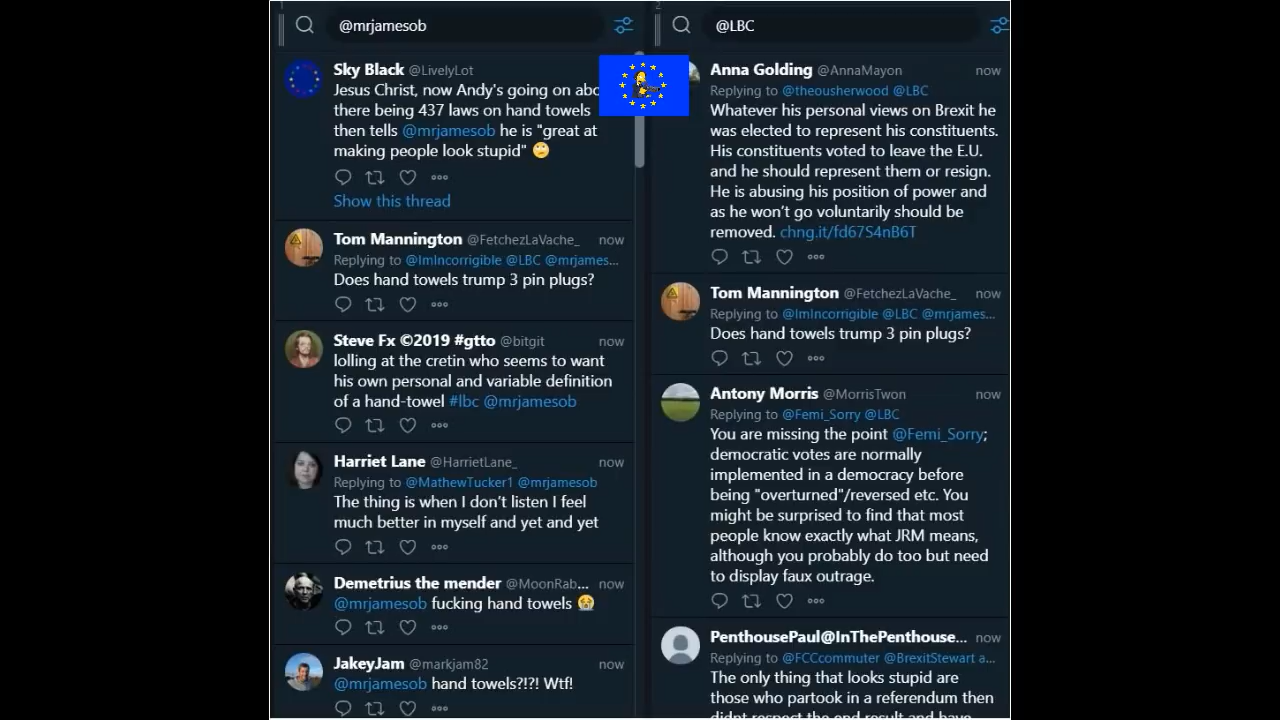 1
@mrjamesob
Sky Black @LivelyLot
Jesus Christ, now Andy's going on abo
there being 437 laws on hand towels
then tells @mrjamesob he is "great at
making people look stupid" 🙄
Show this thread
Tom Mannington @FetchezLaVache_ now
Replying to @ImIncorrigible @LBC @mrjames...
Does hand towels trump 3 pin plugs?
Steve Fx ©2019 #gtto @bitgit now
lolling at the cretin who seems to want
his own personal and variable definition
of a hand-towel #lbc @mrjamesob
Harriet Lane @HarrietLane_ now
Replying to @MathewTucker1 @mrjamesob
The thing is when I don't listen I feel
much better in myself and yet and yet
Demetrius the mender @MoonRab... now
@mrjamesob fucking hand towels 😭
JakeyJam @markjam82 now
@mrjamesob hand towels?!?! Wtf!
2
@LBC
Anna Golding @AnnaMayon now
Replying to @theousherwood @LBC
Whatever his personal views on Brexit he
was elected to represent his constituents.
His constituents voted to leave the E.U.
and he should represent them or resign.
He is abusing his position of power and
as he won't go voluntarily should be
removed. chng.it/fd67S4nB6T
Tom Mannington @FetchezLaVache_ now
Replying to @ImIncorrigible @LBC @mrjames...
Does hand towels trump 3 pin plugs?
Antony Morris @MorrisTwon now
Replying to @Femi_Sorry @LBC
You are missing the point @Femi_Sorry;
democratic votes are normally
implemented in a democracy before
being "overturned"/reversed etc. You
might be surprised to find that most
people know exactly what JRM means,
although you probably do too but need
to display faux outrage.
PenthousePaul@InThePenthouse... now
Replying to @FCCcommuter @BrexitStewart a...
The only thing that looks stupid are
those who partook in a referendum then
didnt respect the end result and have